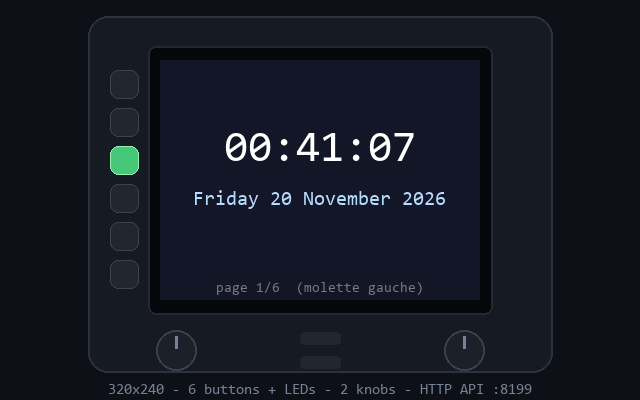 00:41:07
Friday 20 November 2026
page 1/6  (molette gauche)
320x240 - 6 buttons + LEDs - 2 knobs - HTTP API :8199